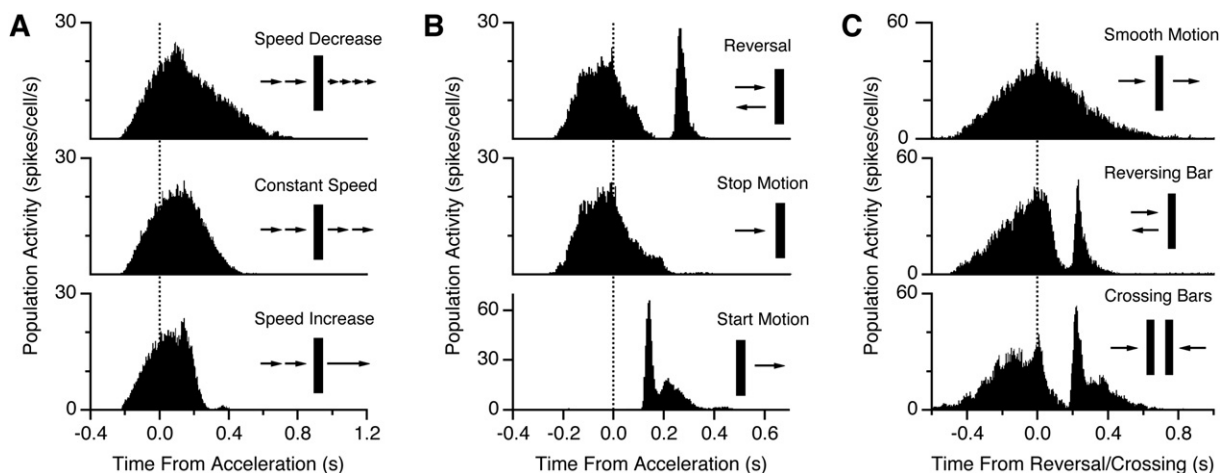 A
30
Speed Decrease
30
Constant Speed
30
Speed Increase
0
-0.4 0.0 0.4 0.8 1.2
Time From Acceleration (s)
Population Activity (spikes/cell/s)
B
30
Reversal
30
Stop Motion
60
30
0
Start Motion
-0.4 -0.2 0.0 0.2 0.4 0.6
Time From Acceleration (s)
Population Activity (spikes/cell/s)
C
60
Smooth Motion
0
60
Reversing Bar
0
60
Crossing Bars
0
-0.4 0.0 0.4 0.8
Time From Reversal/Crossing (s)
Population Activity (spikes/cell/s)